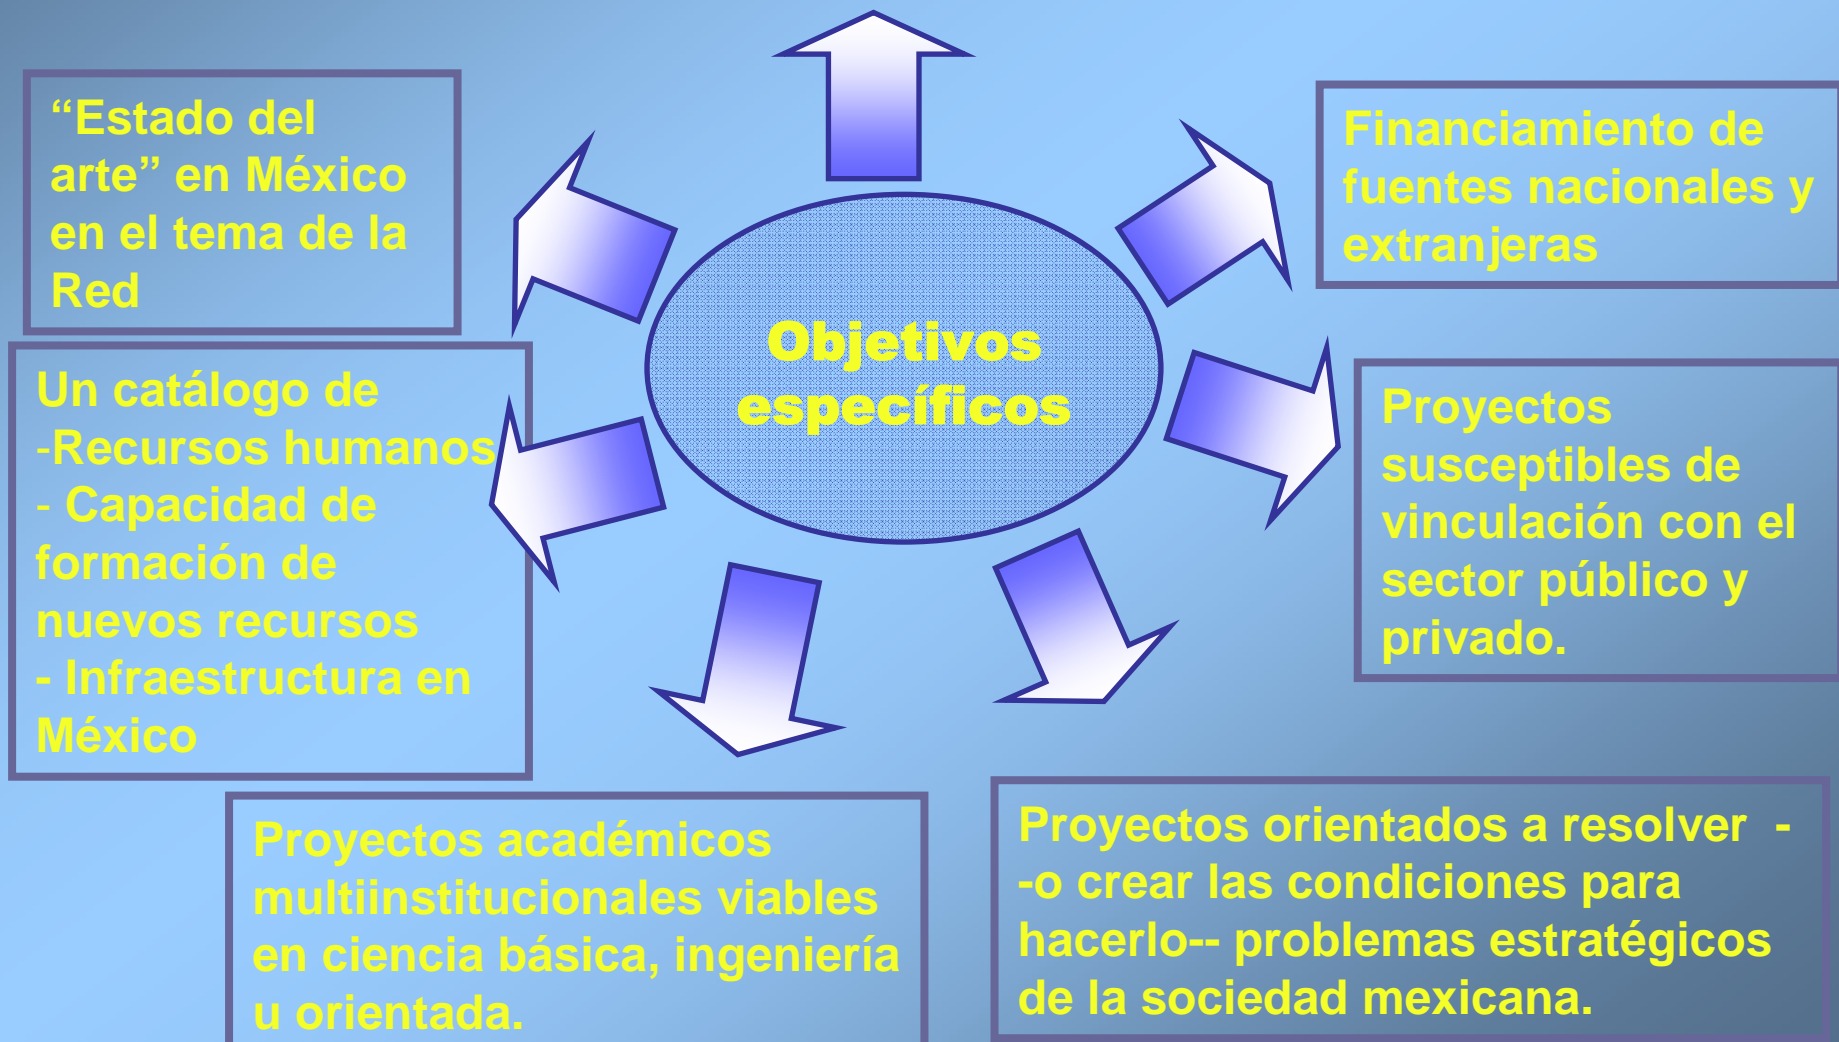 “Estado del
arte” en México
en el tema de la
Red
Financiamiento de
fuentes nacionales y
extranjeras
Objetivos
específicos
Un catálogo de
-Recursos humanos
- Capacidad de
formación de
nuevos recursos
- Infraestructura en
México
Proyectos
susceptibles de
vinculación con el
sector público y
privado.
Proyectos académicos
multiinstitucionales viables
en ciencia básica, ingeniería
u orientada.
Proyectos orientados a resolver -
-o crear las condiciones para
hacerlo-- problemas estratégicos
de la sociedad mexicana.